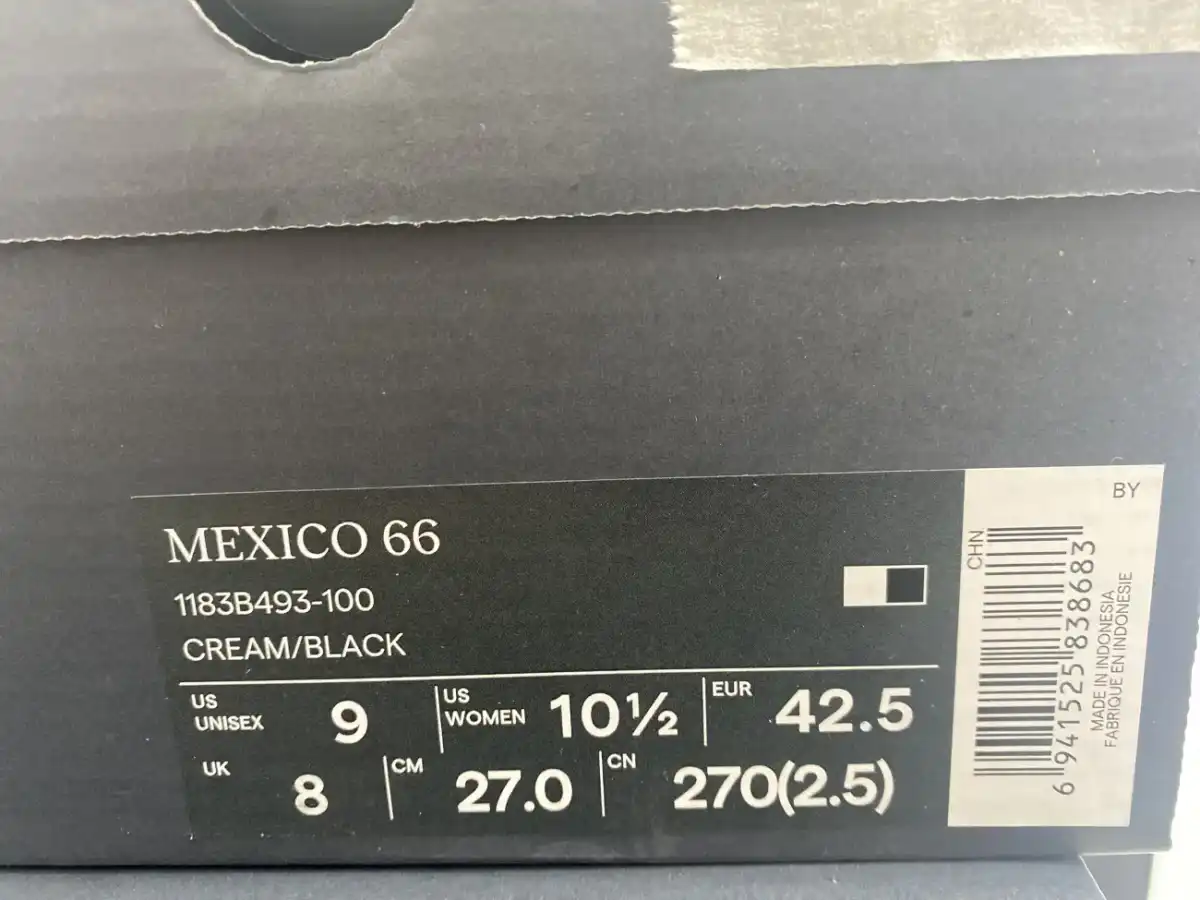 MEXICO 66
1183B493-100
CREAM/BLACK
US UNISEX 9
US WOMEN 10½
EUR 42.5
UK 8
CM 27.0
CN 270(2.5)
BY
CHN
6 941525 838683
MADE IN INDONESIA
FABRIQUE EN INDONESIE